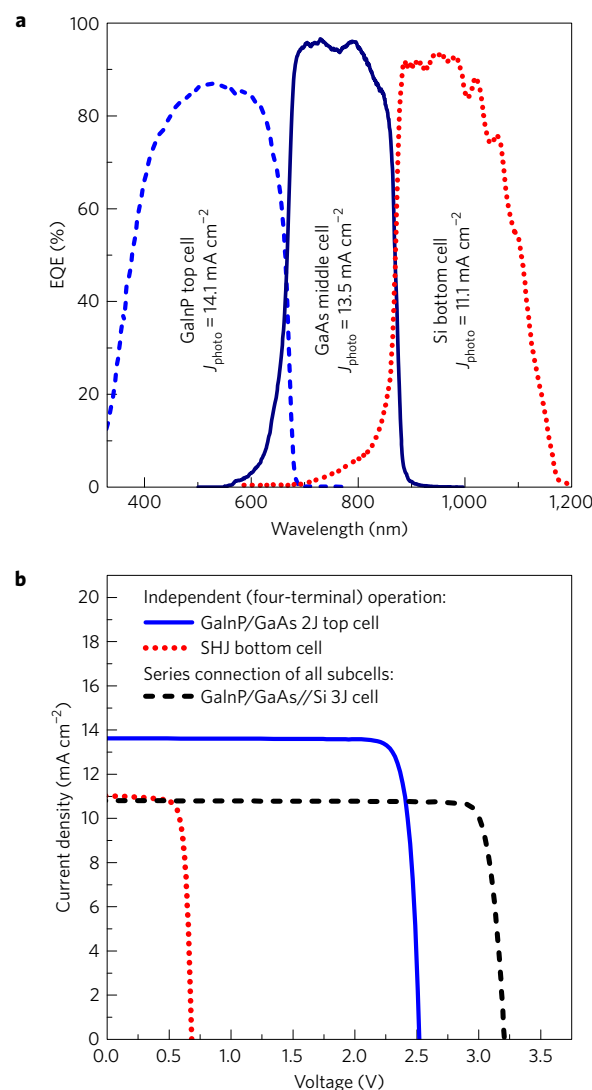 a
100
80
60
40
20
0
EQE (%)
GaInP top cell
Jphoto = 14.1 mA cm−2
GaAs middle cell
Jphoto = 13.5 mA cm−2
Si bottom cell
Jphoto = 11.1 mA cm−2
400
600
800
1,000
1,200
Wavelength (nm)
b
20
18
16
14
12
10
8
6
4
2
0
Current density (mA cm−2)
Independent (four-terminal) operation:
GaInP/GaAs 2J top cell
SHJ bottom cell
Series connection of all subcells:
GaInP/GaAs//Si 3J cell
0
0.5
1.0
1.5
2.0
2.5
3.0
3.5
Voltage (V)